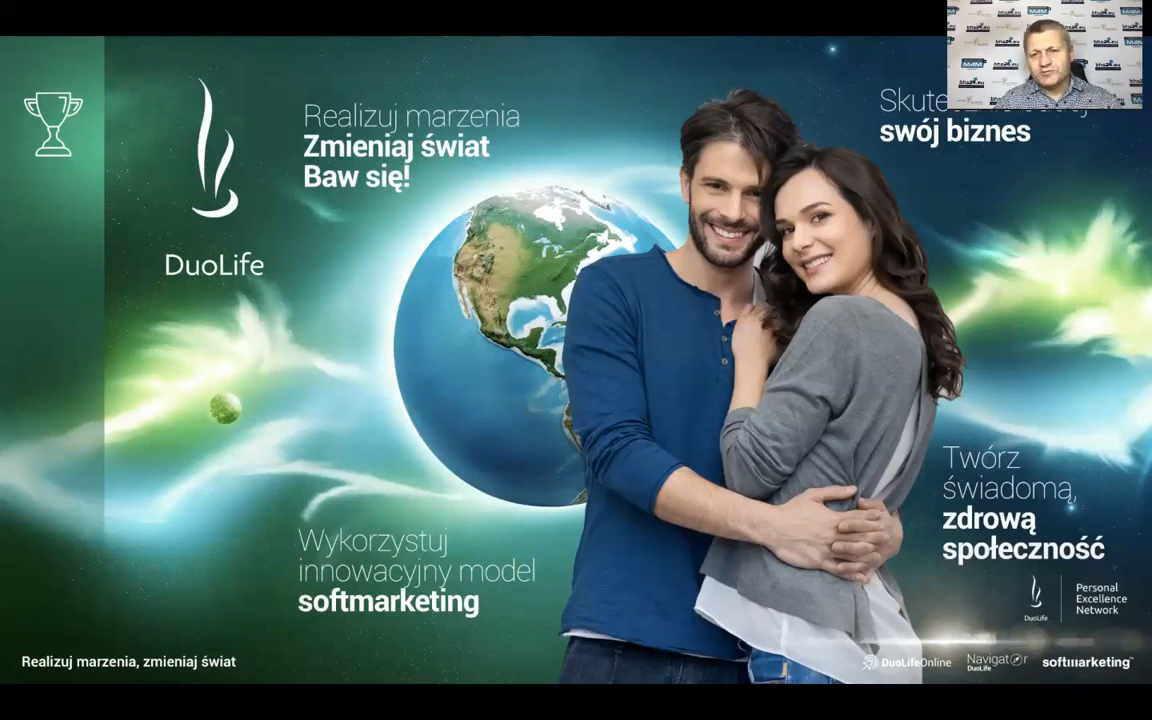 DuoLife
Realizuj marzenia
Zmieniaj świat
Baw się!
swój biznes
Wykorzystuj
innowacyjny model
softmarketing
Twórz
świadomą,
zdrową
społeczność
DuoLife
Personal
Excellence
Network
Realizuj marzenia, zmieniaj świat
DuoLifeOnline
Navigator
DuoLife
softmarketing